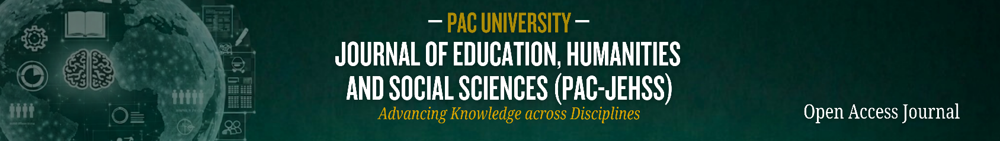 – PAC UNIVERSITY –
JOURNAL OF EDUCATION, HUMANITIES
AND SOCIAL SCIENCES (PAC-JEHSS)
Advancing Knowledge across Disciplines
Open Access Journal